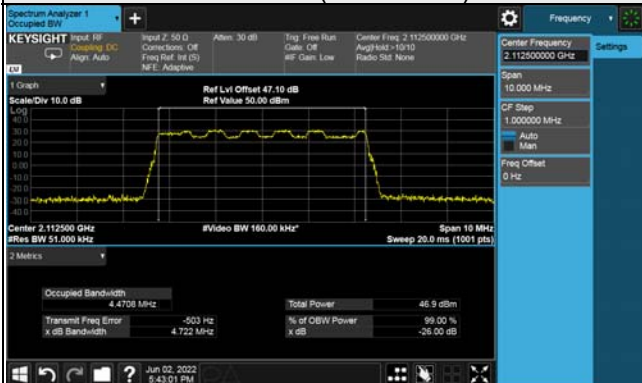 Spectrum Analyzer 1
Occupied BW
+
Frequency
KEYSIGHT Input: RF
Coupling: DC
Align: Auto
Input Z: 50 Ω
Corrections: Off
Freq Ref: Int (S)
NFE: Adaptive
Atten: 30 dB
Trig: Free Run
Gate: Off
#IF Gain: Low
Center Freq: 2.112500000 GHz
Avg|Hold:>10/10
Radio Std: None
Center Frequency
2.112500000 GHz
Settings
Span
10.000 MHz
CF Step
1.000000 MHz
Auto
Man
Freq Offset
0 Hz
1 Graph
Scale/Div 10.0 dB
Ref Lvl Offset 47.10 dB
Ref Value 50.00 dBm
Log
40.0
30.0
20.0
10.0
0.00
-10.0
-20.0
-30.0
-40.0
Center 2.112500 GHz
#Res BW 51.000 kHz
#Video BW 160.00 kHz*
Span 10 MHz
Sweep 20.0 ms (1001 pts)
2 Metrics
Occupied Bandwidth
4.4708 MHz
Total Power 46.9 dBm
Transmit Freq Error -503 Hz
% of OBW Power 99.00 %
x dB Bandwidth 4.722 MHz
x dB -26.00 dB
?
Jun 02, 2022
5:43:01 PM